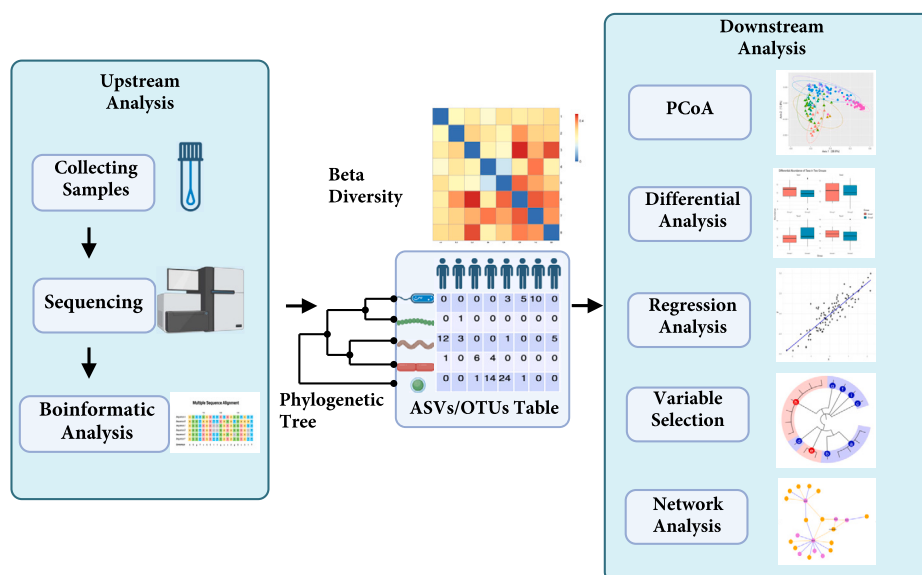 Upstream
Analysis
Collecting
Samples
Sequencing
Boinformatic
Analysis
Multiple Sequence Alignment
Beta
Diversity
Phylogenetic
Tree
0 0 0 0 3 5 10 0
0 1 0 0 0 0 0 0
12 3 0 0 1 0 0 5
1 0 6 4 0 0 0 0
0 0 1 14 24 1 0 0
ASVs/OTUs Table
Downstream
Analysis
PCoA
Differential
Analysis
Regression
Analysis
Variable
Selection
Network
Analysis